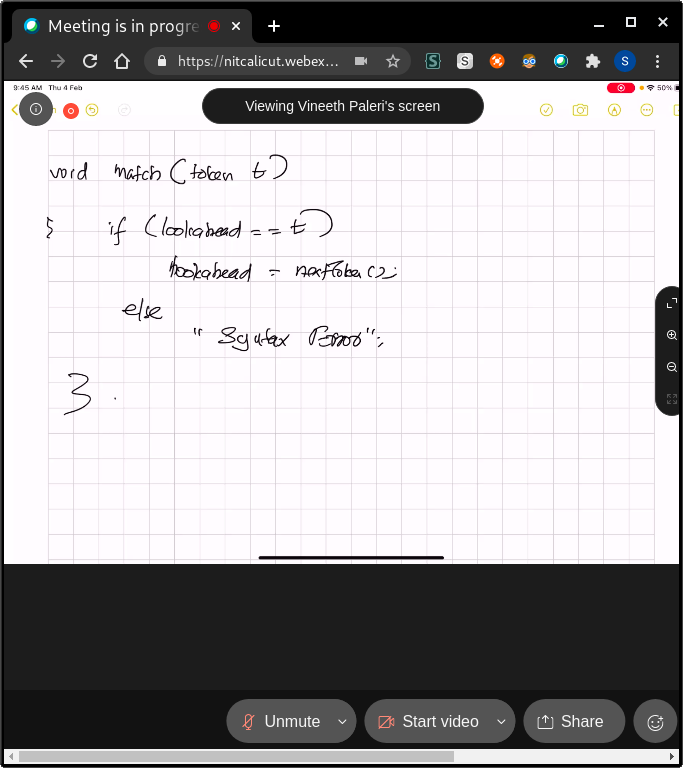 Meeting is in progre
https://nitcalicut.webex...
S
S
S
9:45 AM Thu 4 Feb
50%
Viewing Vineeth Paleri's screen
void match (token t)
{ if (lookahead == t)
lookahead = nextToken();
else
"Syntax Error";
}
Unmute
Start video
Share